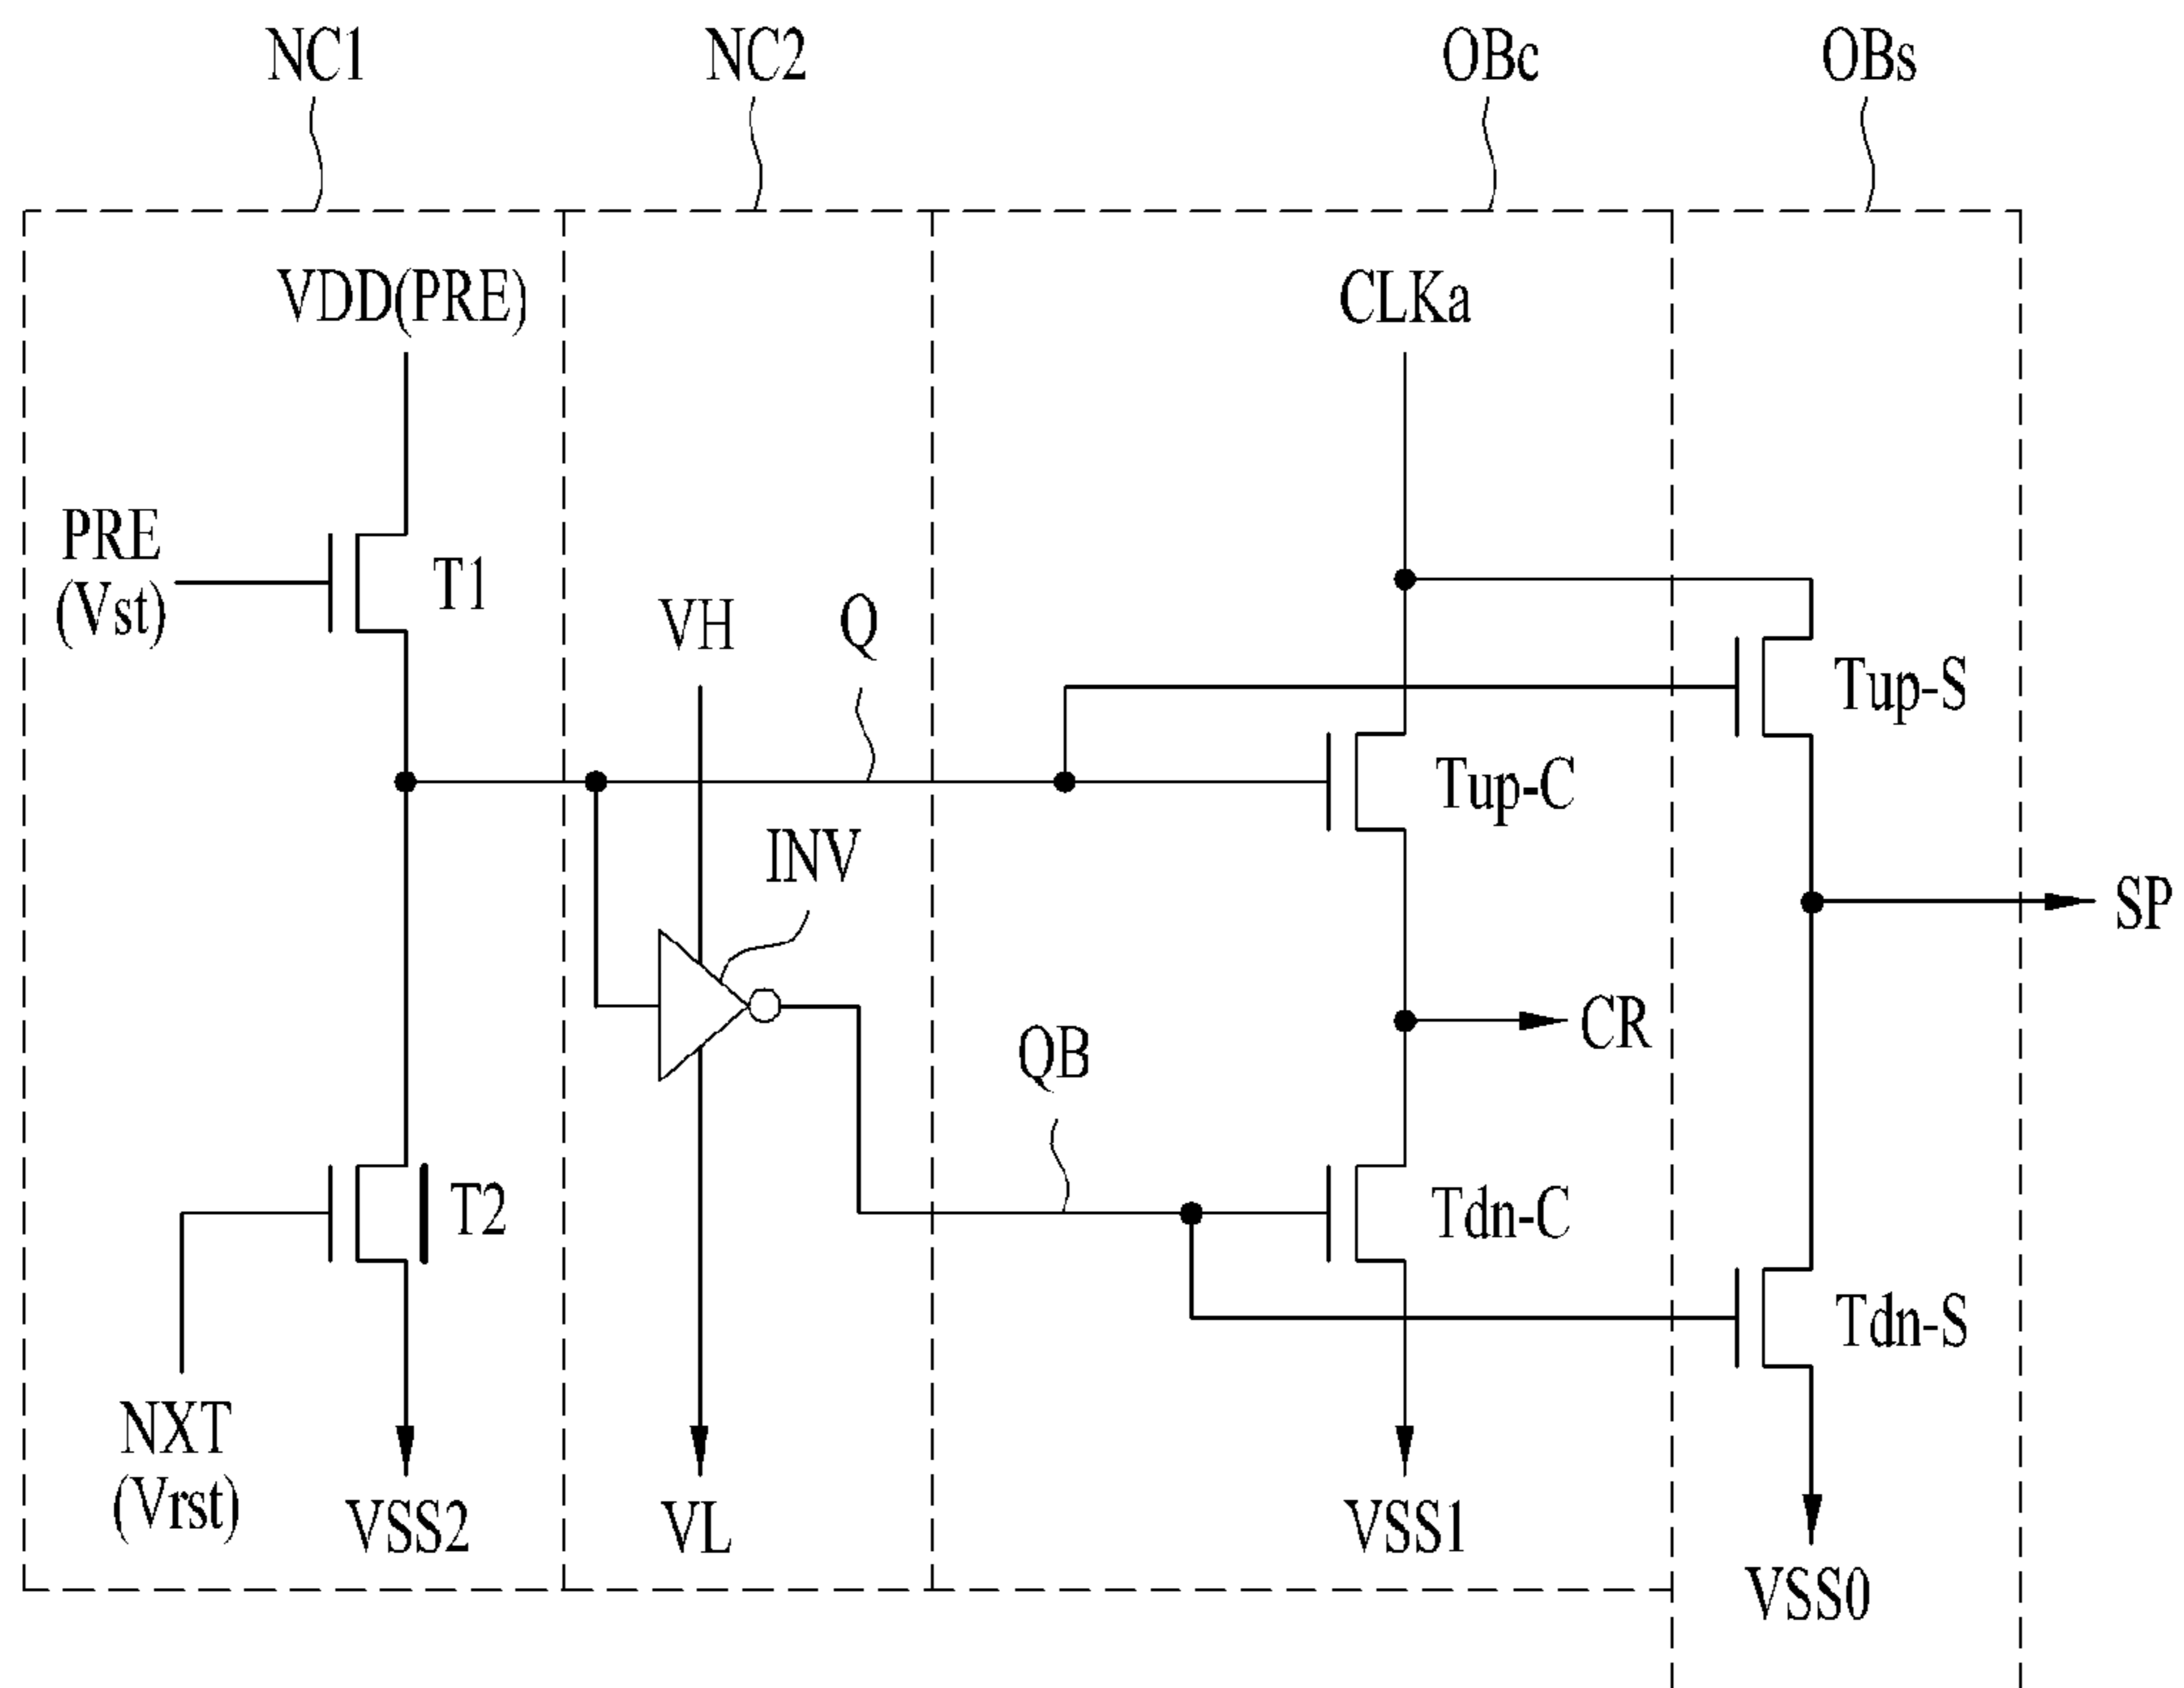 NC1
NC2
OBc
OBs
VDD(PRE)
CLKa
PRE
(Vst)
T1
VH
Q
Tup-S
Tup-C
INV
SP
CR
QB
T2
Tdn-C
Tdn-S
NXT
(Vrst)
VSS2
VL
VSS1
VSS0